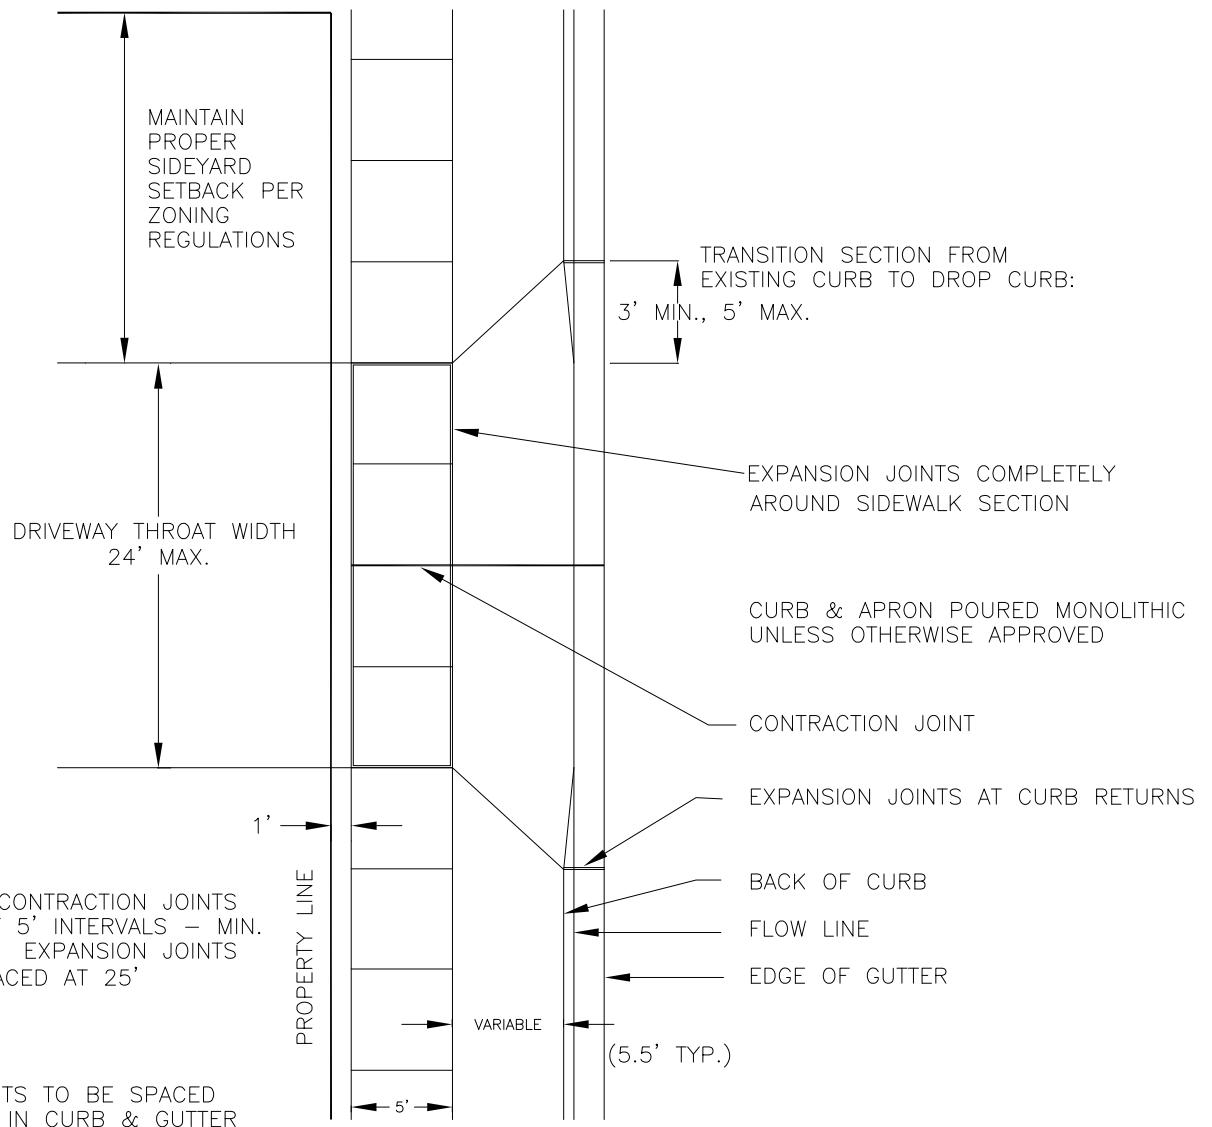 MAINTAIN
PROPER
SIDEYARD
SETBACK PER
ZONING
REGULATIONS
TRANSITION SECTION FROM
EXISTING CURB TO DROP CURB:
3' MIN., 5' MAX.
EXPANSION JOINTS COMPLETELY
AROUND SIDEWALK SECTION
DRIVEWAY THROAT WIDTH
24' MAX.
CURB & APRON POURED MONOLITHIC
UNLESS OTHERWISE APPROVED
CONTRACTION JOINT
EXPANSION JOINTS AT CURB RETURNS
1'
BACK OF CURB
FLOW LINE
EDGE OF GUTTER
PROPERTY LINE
CONTRACTION JOINTS
5' INTERVALS – MIN.
EXPANSION JOINTS
AT 25'
VARIABLE
(5.5' TYP.)
TO BE SPACED
IN CURB & GUTTER
5'